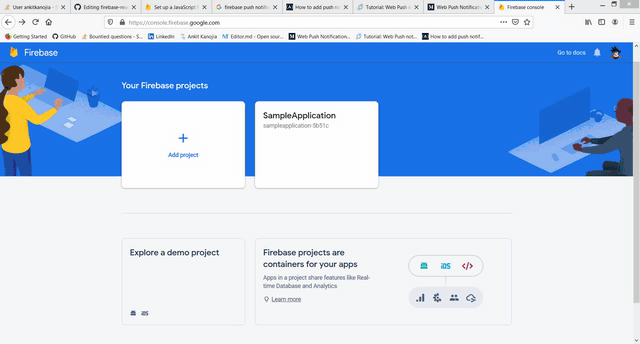 User ankitkanojia - S
Editing firebase-rea
Set up a JavaScript
google firebase push notific
How to add push n
Tutorial: Web Push N
Web Push Notificatio
Firebase console
https://console.firebase.google.com
Getting Started
GitHub
Bountied questions - St
LinkedIn
Ankit Kanojia
Editor.md - Open sour...
Web Push Notification...
Tutorial: Web Push not...
How to add push notif...
Firebase
Go to docs
Your Firebase projects
Add project
SampleApplication
sampleapplication-5b51c
Explore a demo project
iOS
Firebase projects are
containers for your apps
Apps in a project share features like Real-
time Database and Analytics
Learn more
iOS